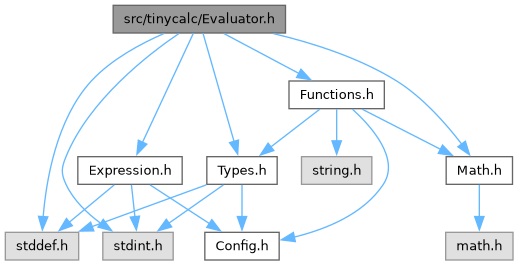 src/tinycalc/Evaluator.h
Functions.h
Expression.h
Types.h
string.h
Math.h
stddef.h
stdint.h
Config.h
math.h